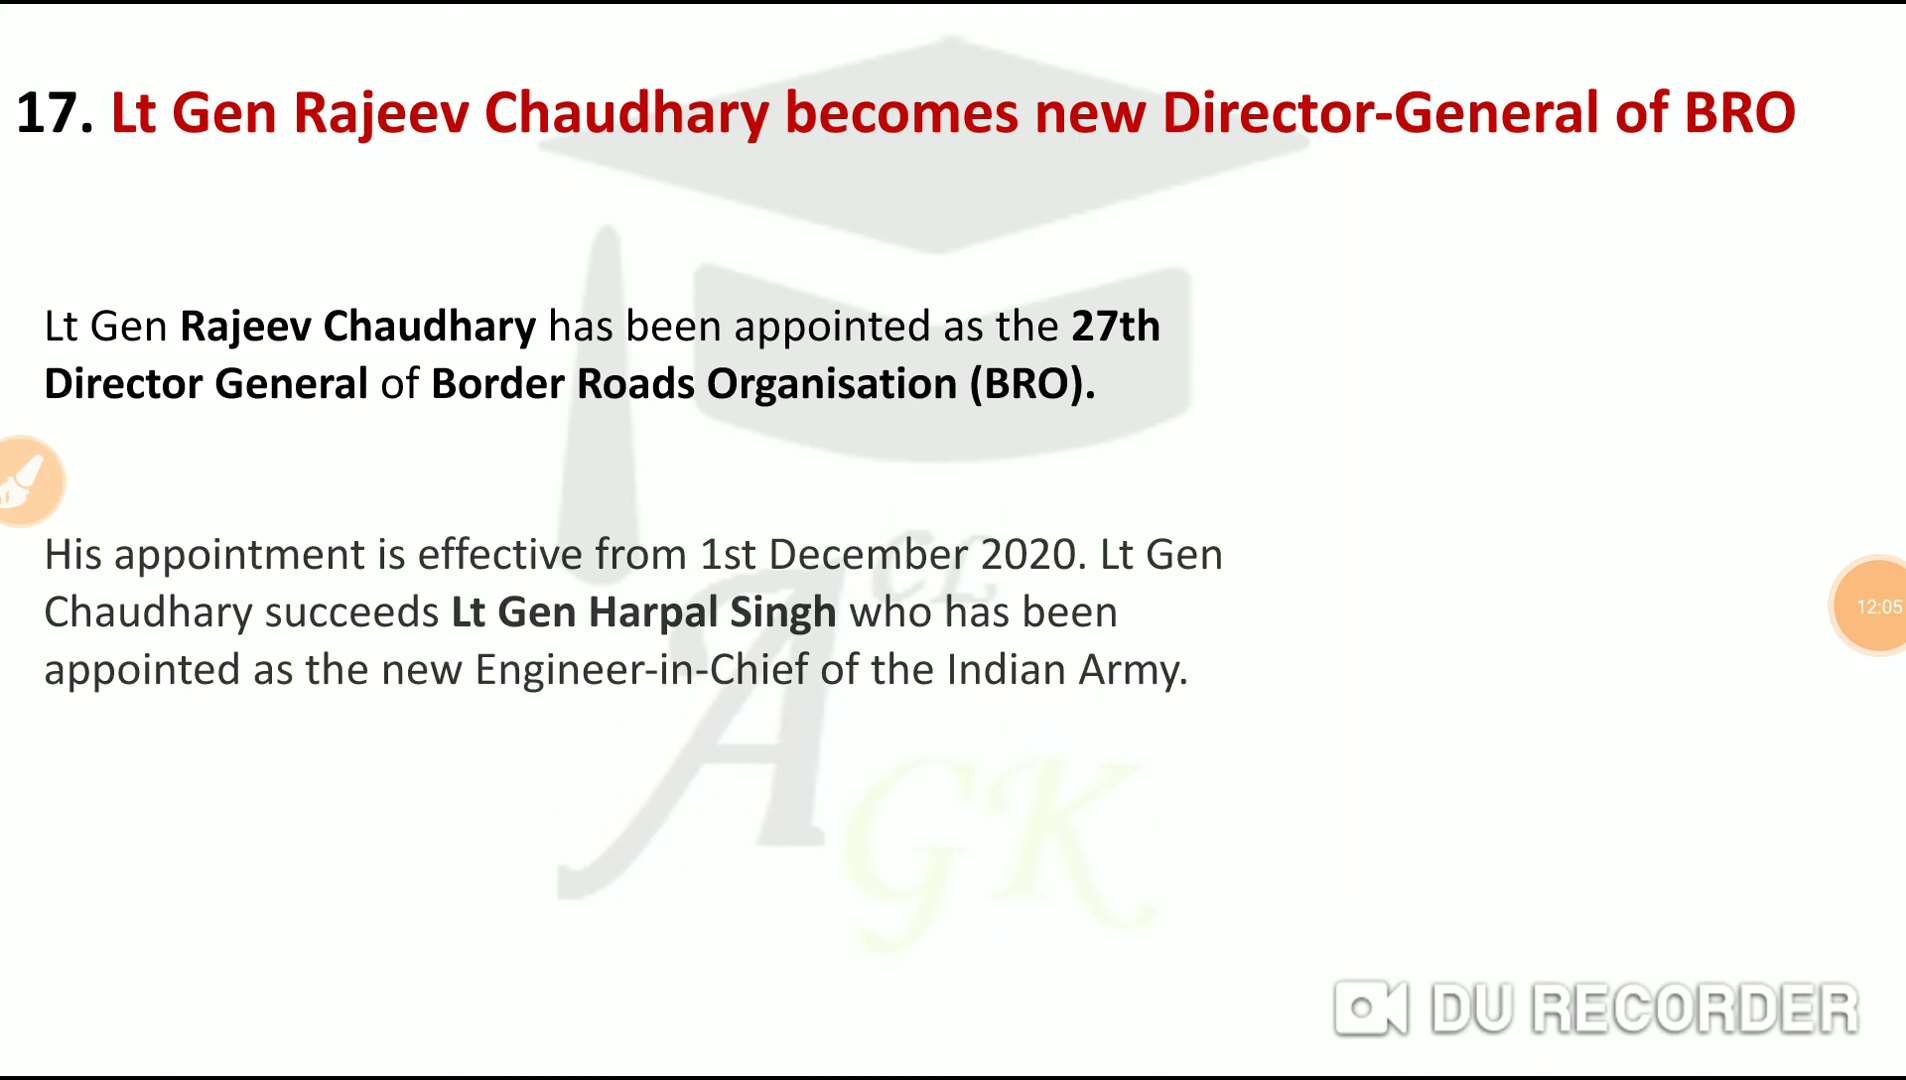 17. Lt Gen Rajeev Chaudhary becomes new Director-General of BRO
Lt Gen Rajeev Chaudhary has been appointed as the 27th
Director General of Border Roads Organisation (BRO).
His appointment is effective from 1st December 2020. Lt Gen
Chaudhary succeeds Lt Gen Harpal Singh who has been
appointed as the new Engineer-in-Chief of the Indian Army.
12:05
A
GK
DU RECORDER